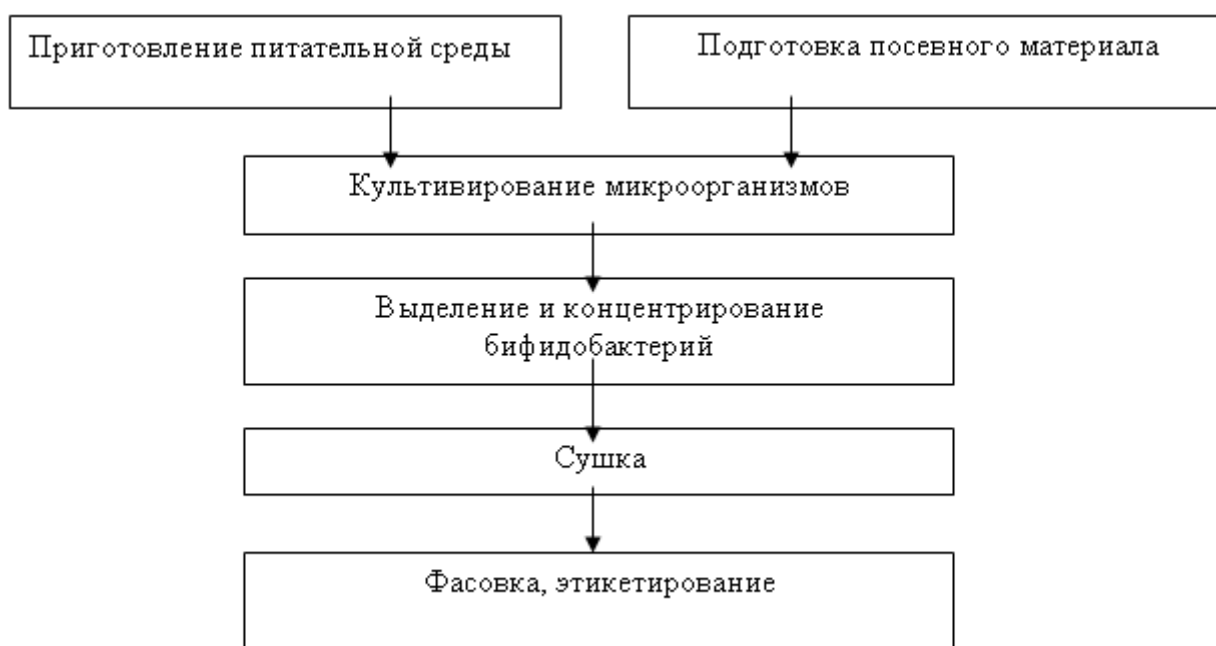 Приготовление питательной среды
Подготовка посевного материала
Культивирование микроорганизмов
Выделение и концентрирование
бифидобактерий
Сушка
Фасовка, этикетирование